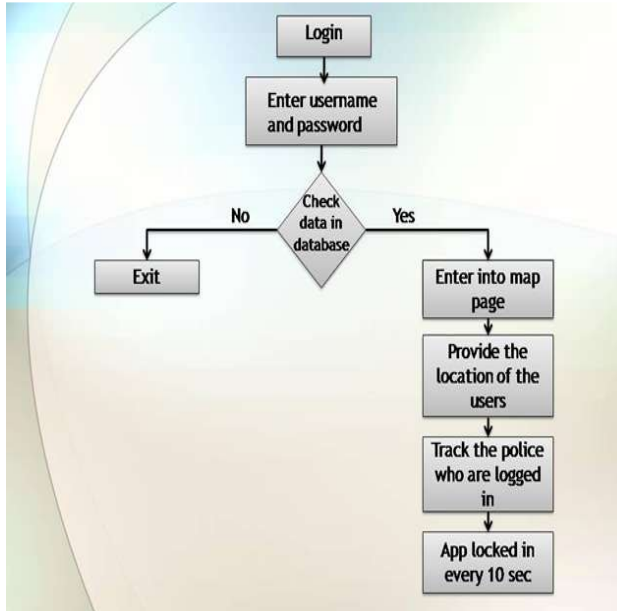 Login
Enter username
and password
Check
data in
database
No
Yes
Exit
Enter into map
page
Provide the
location of the
users
Track the police
who are logged
in
App locked in
every 10 sec